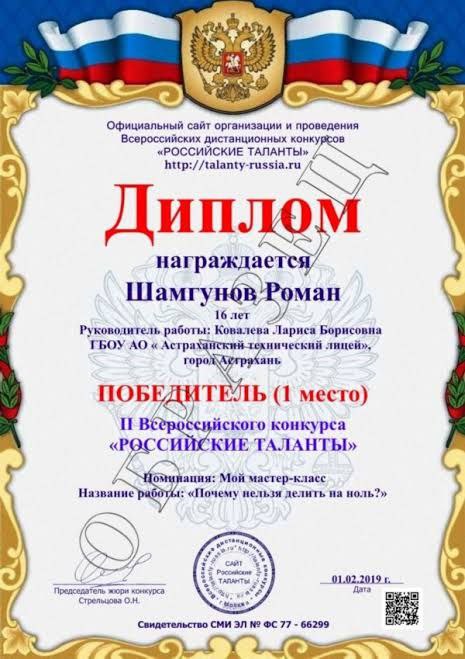 Официальный сайт организации и проведения
Всероссийских дистанционных конкурсов
«РОССИЙСКИЕ ТАЛАНТЫ»
http://talanty-russia.ru
Диплом
награждается
Шамгунов Роман
16 лет
Руководитель работы: Ковалева Лариса Борисовна
ГБОУ АО « Астраханский технический лицей»,
город Астрахань
ПОБЕДИТЕЛЬ (1 место)
II Всероссийского конкурса
«РОССИЙСКИЕ ТАЛАНТЫ»
Номинация: Мой мастер-класс
Название работы: «Почему нельзя делить на ноль?»
ОБРАЗЕЦ
Председатель жюри конкурса
Стрельцова О.Н.
САЙТ
Российские
ТАЛАНТЫ
г. Москва
01.02.2019 г.
Дата
Свидетельство СМИ ЭЛ № ФС 77 - 66299